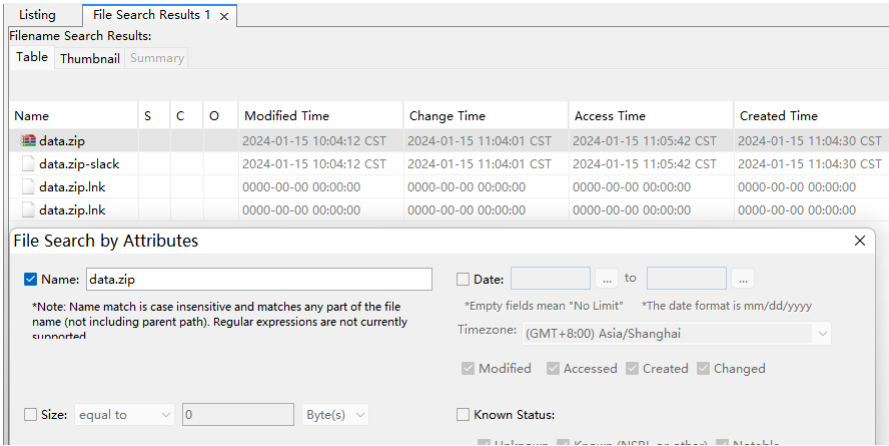 Listing File Search Results 1 x
Filename Search Results:
Table Thumbnail Summary
Name S C O Modified Time Change Time Access Time Created Time
data.zip 2024-01-15 10:04:12 CST 2024-01-15 11:04:01 CST 2024-01-15 11:05:42 CST 2024-01-15 11:04:30 CST
data.zip-slack 2024-01-15 10:04:12 CST 2024-01-15 11:04:01 CST 2024-01-15 11:05:42 CST 2024-01-15 11:04:30 CST
data.zip.lnk 0000-00-00 00:00:00 0000-00-00 00:00:00 0000-00-00 00:00:00 0000-00-00 00:00:00
data.zip.lnk 0000-00-00 00:00:00 0000-00-00 00:00:00 0000-00-00 00:00:00 0000-00-00 00:00:00
File Search by Attributes
Name: data.zip
*Note: Name match is case insensitive and matches any part of the file
name (not including parent path). Regular expressions are not currently
supported
Date: ... to ...
*Empty fields mean "No Limit" *The date format is mm/dd/yyyy
Timezone: (GMT+8:00) Asia/Shanghai
Modified Accessed Created Changed
Size: equal to 0 Byte(s)
Known Status:
Unknown Known (NSRL or other) Notable